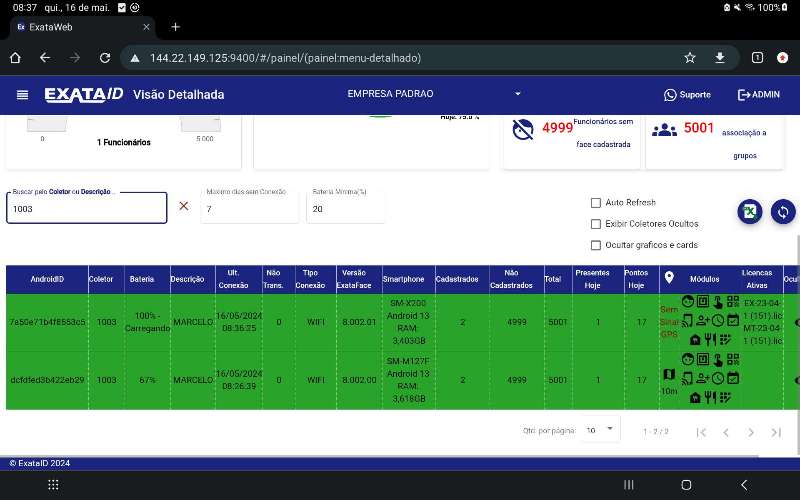 08:37 qui., 16 de mai.
100%
Ex ExataWeb
144.22.149.125:9400/#/painel/(painel:menu-detalhado)
1
EXATAID Visão Detalhada
EMPRESA PADRAO
Suporte
ADMIN
0
1 Funcionários
5.000
Hoje: 75.0 %
4999 Funcionários sem
face cadastrada
5001 associação a
grupos
Buscar pelo Coletor ou Descrição...
1003
Maximo dias sem Conexão
7
Bateria Minima(%)
20
Auto Refresh
Exibir Coletores Ocultos
Ocultar graficos e cards
AndroidID Coletor Bateria Descrição Ult. Conexão Não Trans. Tipo Conexão Versão ExataFace Smartphone Cadastrados Não Cadastrados Total Presentes Hoje Pontos Hoje Módulos Licencas Ativas
7a50e71b4f8553c5 1003 100% - Carregando MARCELO 16/05/2024 08:36:25 0 WIFI 8.002.01 SM-X200 Android 13 RAM: 3,403GB 2 4999 5001 1 17 Sem Sinal GPS EX-23-04-1 (151).lic MT-23-04-1 (151).lic
dcfdfed3b422eb29 1003 67% MARCELO 16/05/2024 08:26:39 0 WIFI 8.002.00 SM-M127F Android 13 RAM: 3,618GB 2 4999 5001 1 17 10m
Qtd. por página: 10
1 - 2 / 2
© ExataID 2024